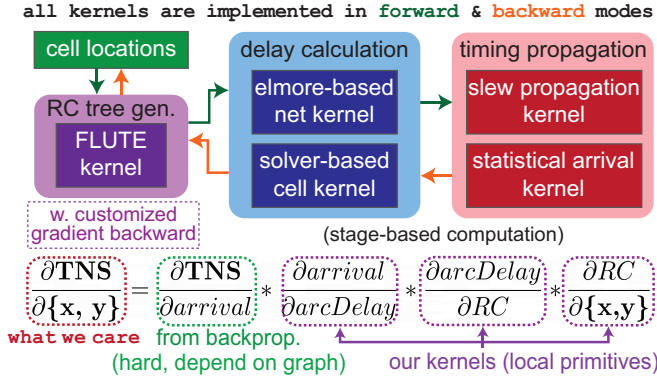 all kernels are implemented in forward & backward modes
cell locations
RC tree gen.
FLUTE
kernel
w. customized
gradient backward
delay calculation
elmore-based
net kernel
solver-based
cell kernel
timing propagation
slew propagation
kernel
statistical arrival
kernel
(stage-based computation)
∂TNS / ∂{x, y} = ∂TNS / ∂arrival * ∂arrival / ∂arcDelay * ∂arcDelay / ∂RC * ∂RC / ∂{x,y}
what we care
from backprop.
(hard, depend on graph)
our kernels (local primitives)